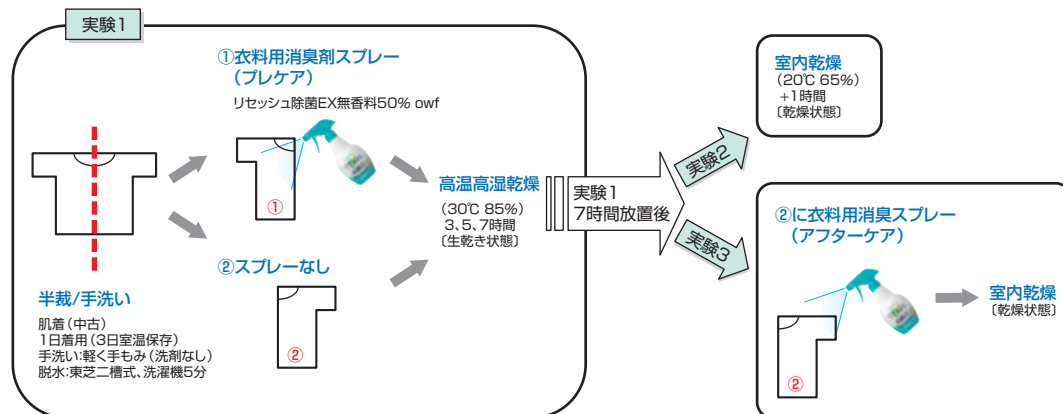 実験1
①衣料用消臭剤スプレー
(プレケア)
リセッシュ除菌EX無香料50% owf
①
②スプレーなし
②
半裁/手洗い
肌着(中古)
1日着用(3日室温保存)
手洗い:軽く手もみ(洗剤なし)
脱水:東芝二槽式、洗濯機5分
高温高湿乾燥
(30℃ 85%)
3、5、7時間
〔生乾き状態〕
実験1
7時間放置後
実験2
実験3
室内乾燥
(20℃ 65%)
+1時間
〔乾燥状態〕
②に衣料用消臭スプレー
(アフターケア)
②
室内乾燥
〔乾燥状態〕